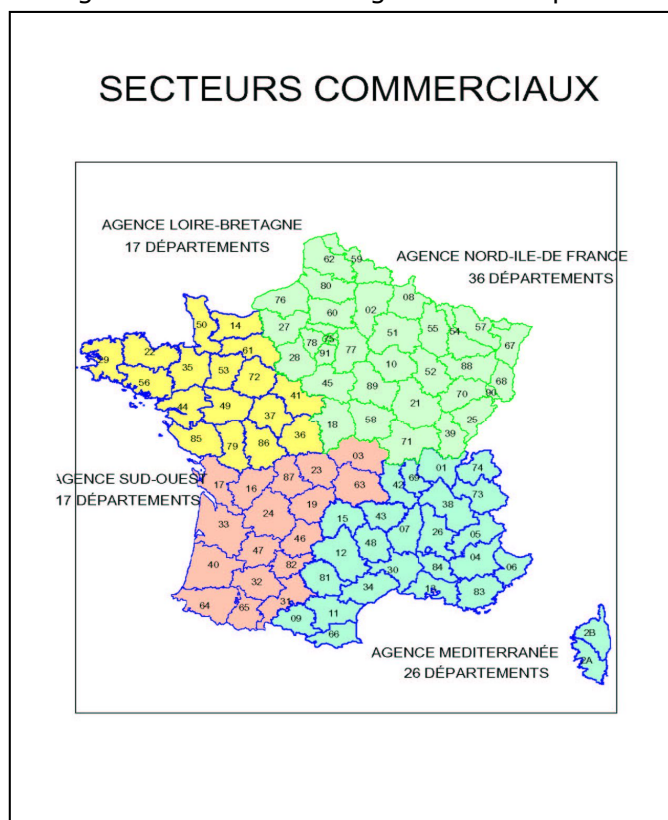 SECTEURS COMMERCIAUX
AGENCE LOIRE-BRETAGNE
17 DÉPARTEMENTS
AGENCE NORD-ILE-DE FRANCE
36 DÉPARTEMENTS
62 59
80
76 02 08
60
50 14 27 51 55 54 57
78 75 77 67
61 91
29 22 35 53 28 10 88
56 72 52 68
45 89 70 90
41
44 49 37 21 25
18 58
85 79 86 36 71 39
03
AGENCE SUD-OUEST
17 DÉPARTEMENTS
17 16 87 23 63 42 69 01 74
19 73
24 15 43 38
33 07
46 12 48 26 05
47 82 04
40 30 84 06
32 81 34 83
64 65 31
09 11
66
2B
2A
AGENCE MEDITERRANÉE
26 DÉPARTEMENTS